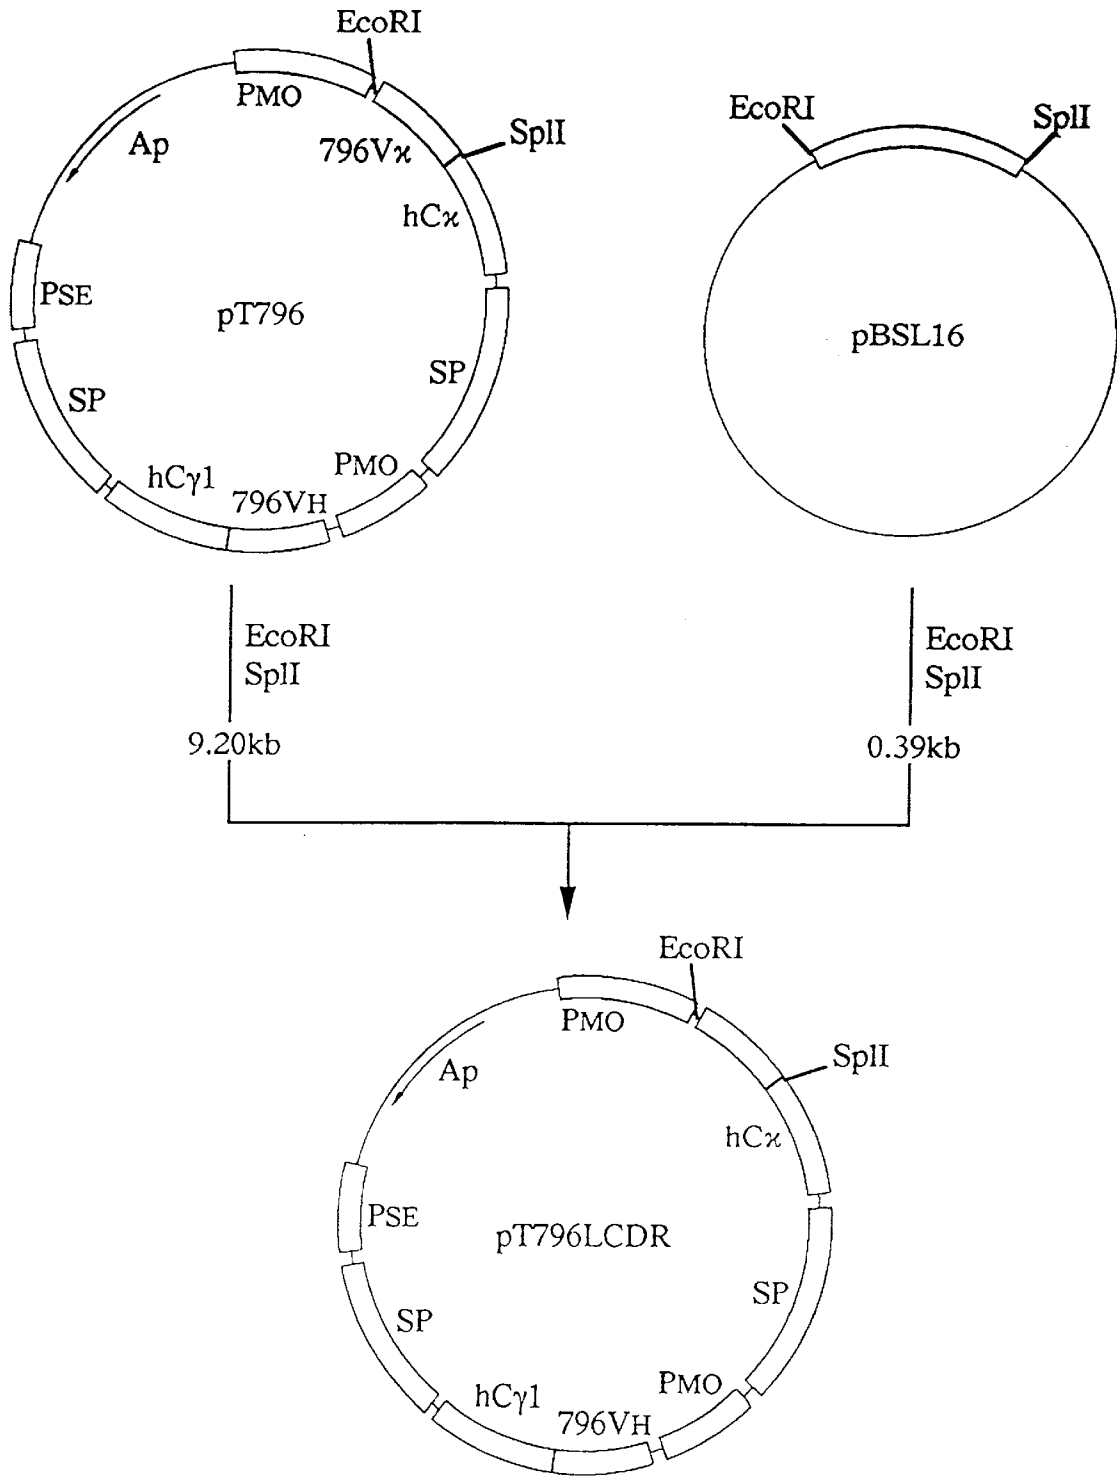 EcoRI
PMO
Ap
796Vϰ
SplI
hCϰ
PSE
pT796
SP
SP
PMO
hCγ1
796VH
EcoRI
SplI
pBSL16
EcoRI
SplI
9.20kb
EcoRI
SplI
0.39kb
EcoRI
PMO
Ap
SplI
hCϰ
PSE
pT796LCDR
SP
SP
PMO
hCγ1
796VH